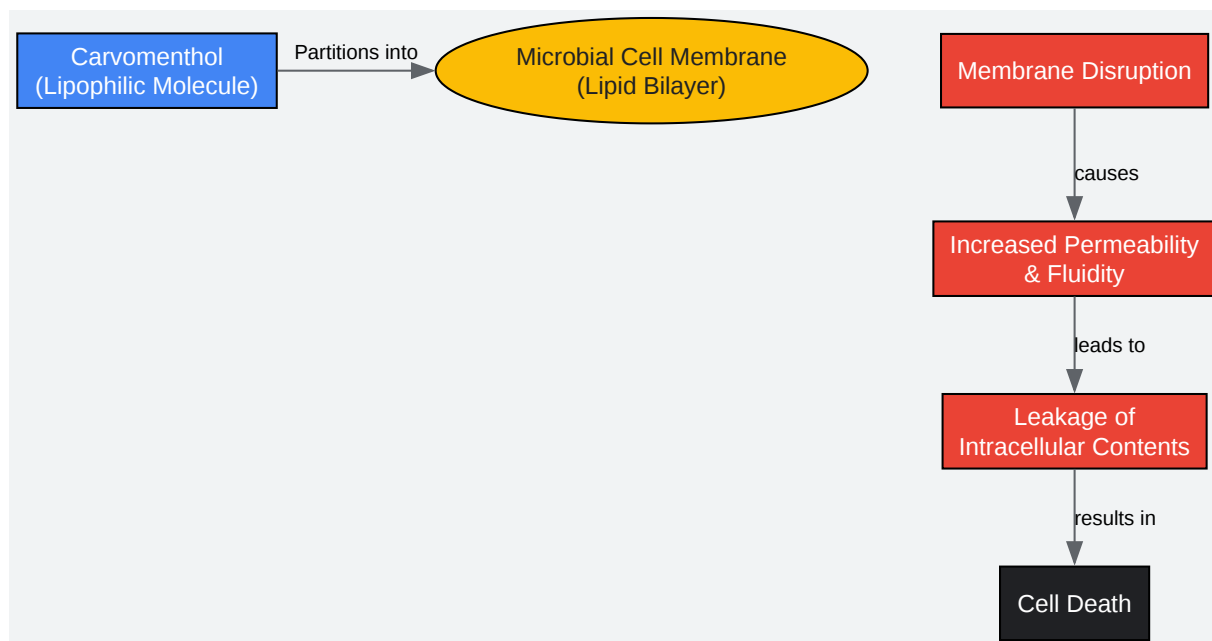 Carvomenthol
(Lipophilic Molecule)
Partitions into
Microbial Cell Membrane
(Lipid Bilayer)
Membrane Disruption
causes
Increased Permeability
& Fluidity
leads to
Leakage of
Intracellular Contents
results in
Cell Death